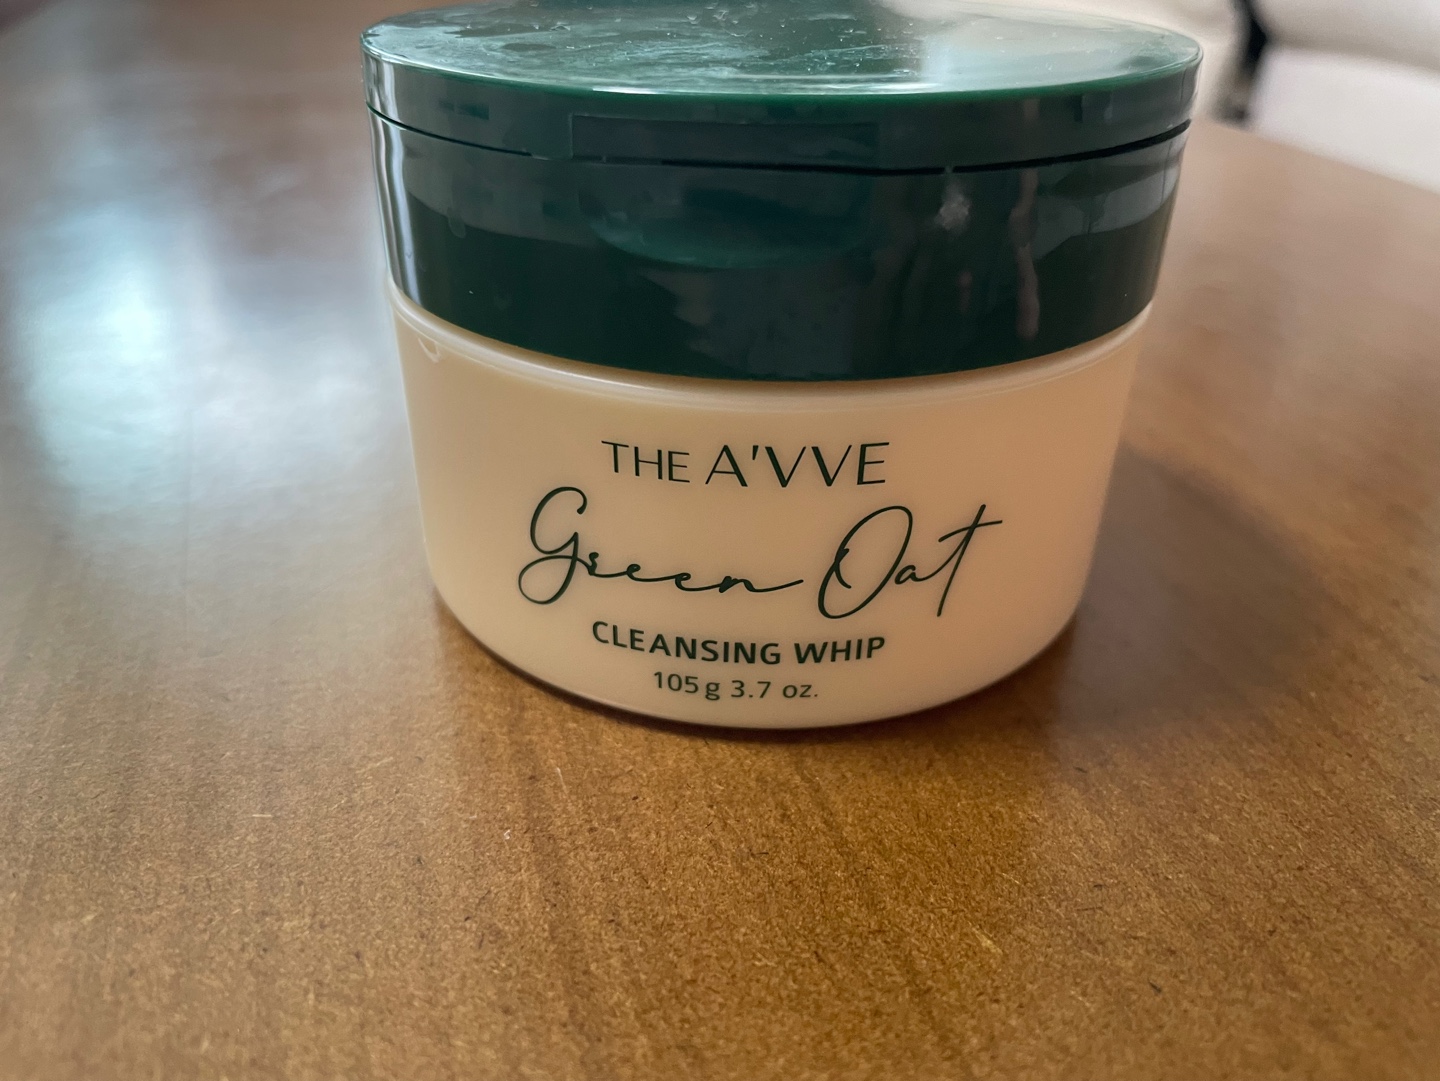 THE A'VVE
Green Oat
CLEANSING WHIP
105g 3.7 oz.